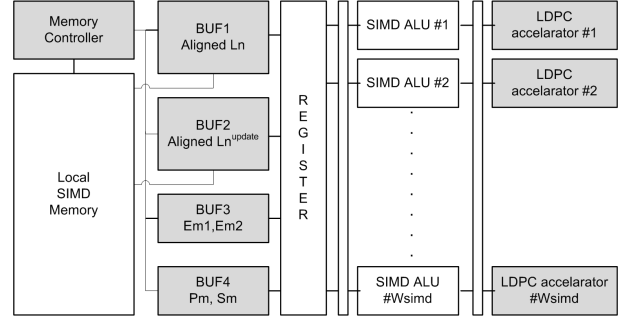 Memory
Controller
Local
SIMD
Memory
BUF1
Aligned Ln
BUF2
Aligned Ln^update
BUF3
Em1,Em2
BUF4
Pm, Sm
R
E
G
I
S
T
E
R
SIMD ALU #1
SIMD ALU #2
SIMD ALU
#Wsimd
LDPC
accelarator #1
LDPC
accelarator #2
LDPC accelarator
#Wsimd